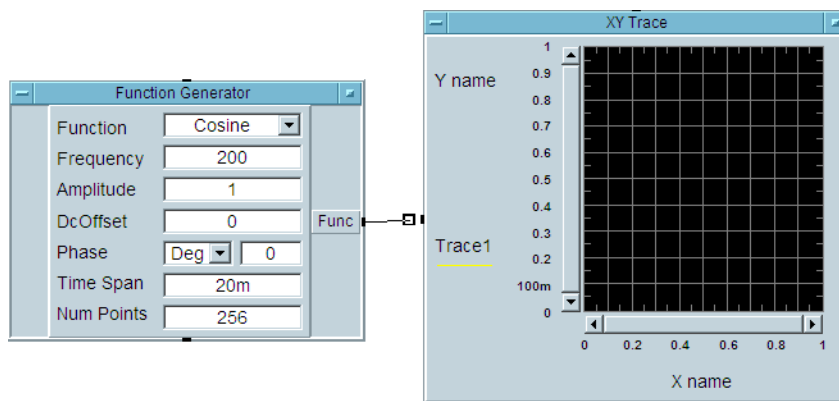 Function Generator
Function Cosine
Frequency 200
Amplitude 1
DcOffset 0
Phase Deg 0
Time Span 20m
Num Points 256
Func
XY Trace
Y name
Trace1
1
0.9
0.8
0.7
0.6
0.5
0.4
0.3
0.2
100m
0
0 0.2 0.4 0.6 0.8 1
X name